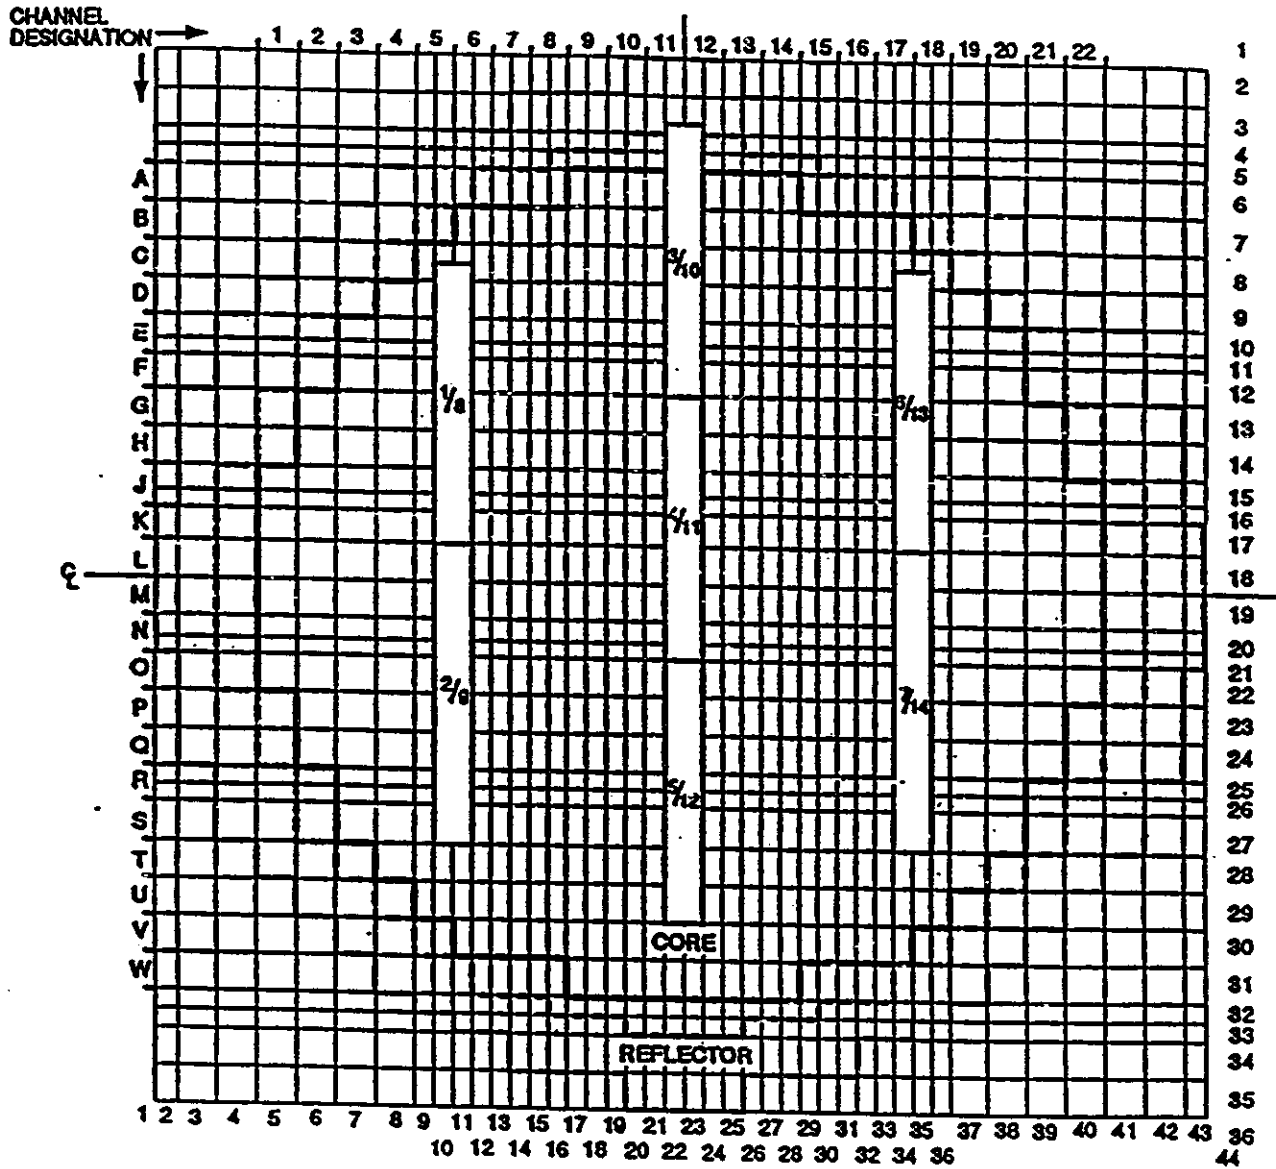 CHANNEL
DESIGNATION
1 2 3 4 5 6 7 8 9 10 11 12 13 14 15 16 17 18 19 20 21 22
1
2
3
4
A 5
B 6
C 3/10 7
D 8
E 9
10
F 11
G 1/8 12
H 13
14
J 15
K 4/11 16
L 17
CL 18
M 19
N 20
O 21
2/9 22
P 7/14 23
Q 24
R 25
5/12 26
S 27
T 28
U 29
V CORE 30
W 31
32
33
REFLECTOR 34
35
1 2 3 4 5 6 7 8 9 11 13 15 17 19 21 23 25 27 29 31 33 35 37 38 39 40 41 42 43 36
10 12 14 16 18 20 22 24 26 28 30 32 34 36 44